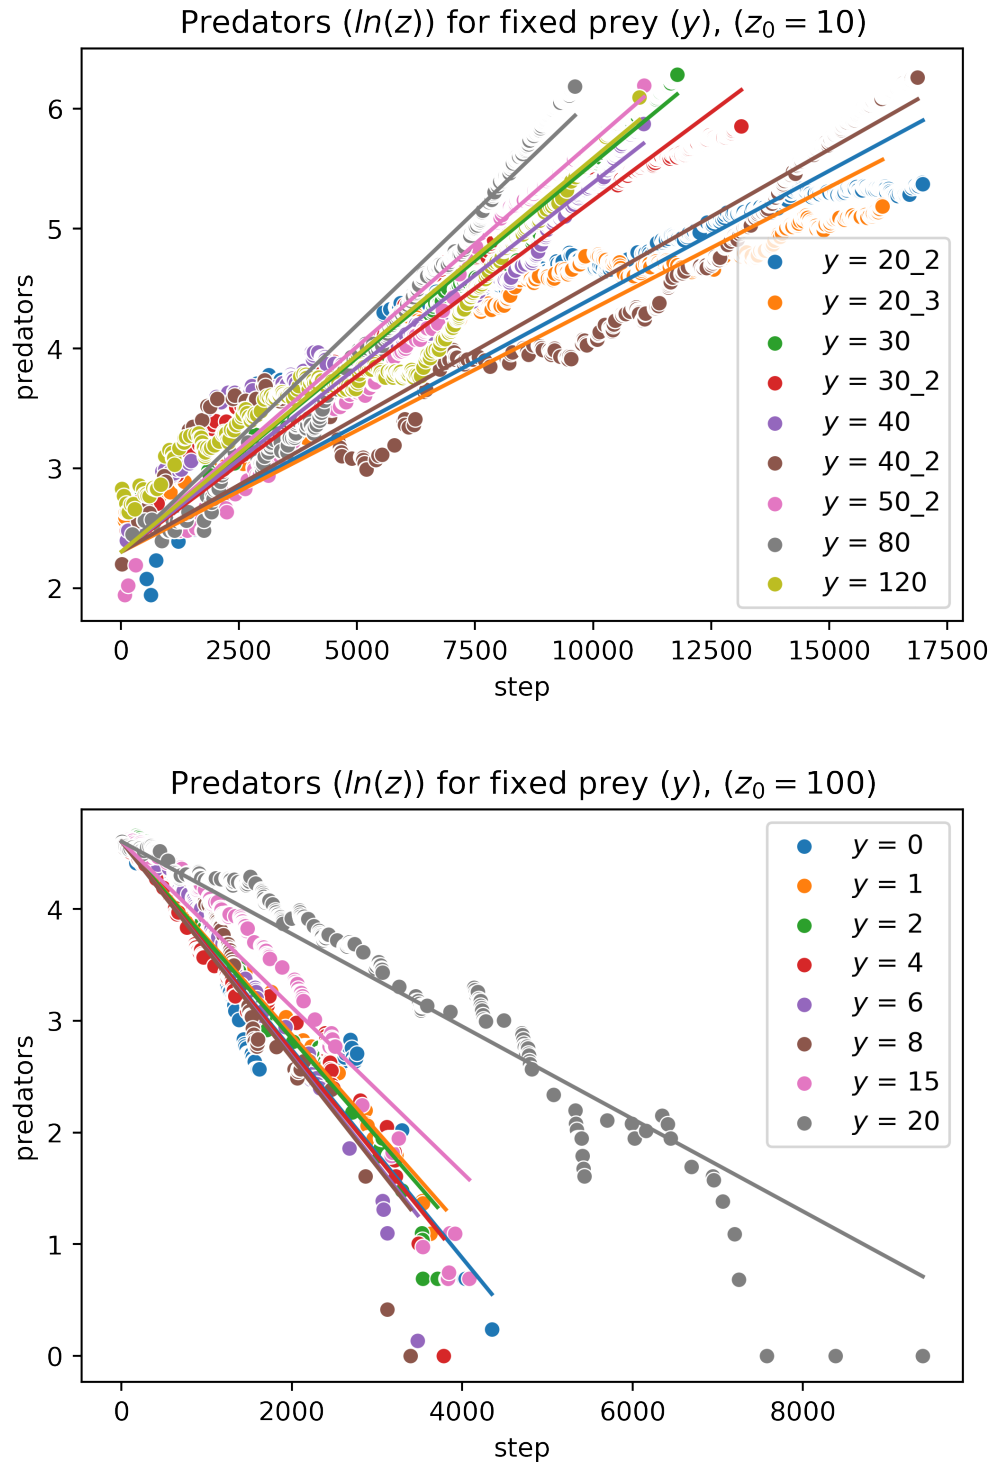 Predators (ln(z)) for fixed prey (y), (z₀ = 10)
predators
6
5
4
3
2
y = 20_2
y = 20_3
y = 30
y = 30_2
y = 40
y = 40_2
y = 50_2
y = 80
y = 120
0 2500 5000 7500 10000 12500 15000 17500
step
Predators (ln(z)) for fixed prey (y), (z₀ = 100)
predators
4
3
2
1
0
y = 0
y = 1
y = 2
y = 4
y = 6
y = 8
y = 15
y = 20
0 2000 4000 6000 8000
step